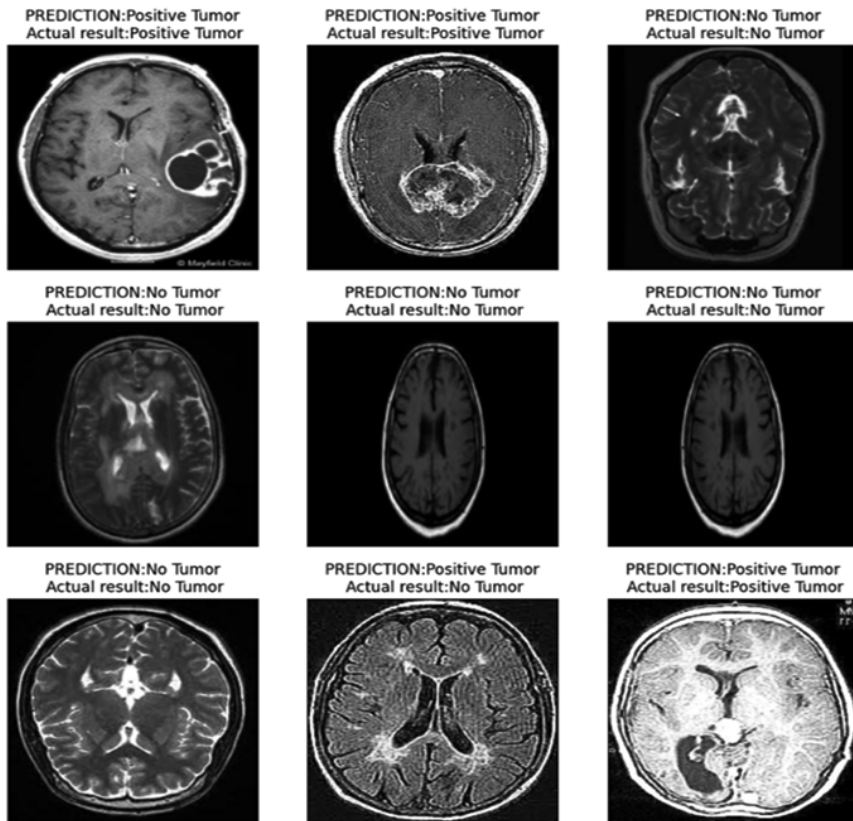 PREDICTION:Positive Tumor
Actual result:Positive Tumor
PREDICTION:Positive Tumor
Actual result:Positive Tumor
PREDICTION:No Tumor
Actual result:No Tumor
© Mayfield Clinic
PREDICTION:No Tumor
Actual result:No Tumor
PREDICTION:No Tumor
Actual result:No Tumor
PREDICTION:No Tumor
Actual result:No Tumor
PREDICTION:No Tumor
Actual result:No Tumor
PREDICTION:Positive Tumor
Actual result:No Tumor
PREDICTION:Positive Tumor
Actual result:Positive Tumor